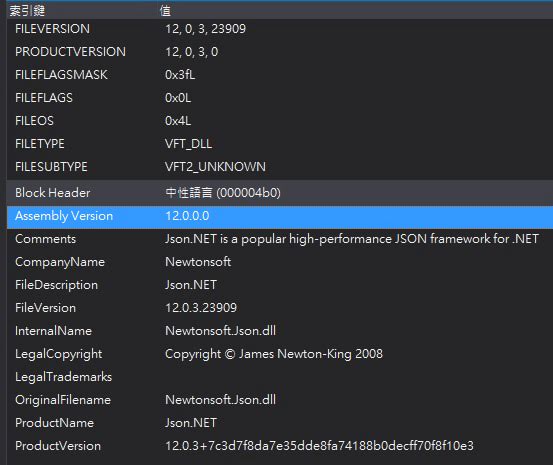 索引鍵 值
FILEVERSION 12, 0, 3, 23909
PRODUCTVERSION 12, 0, 3, 0
FILEFLAGSMASK 0x3fL
FILEFLAGS 0x0L
FILEOS 0x4L
FILETYPE VFT_DLL
FILESUBTYPE VFT2_UNKNOWN
Block Header 中性語言 (000004b0)
Assembly Version 12.0.0.0
Comments Json.NET is a popular high-performance JSON framework for .NET
CompanyName Newtonsoft
FileDescription Json.NET
FileVersion 12.0.3.23909
InternalName Newtonsoft.Json.dll
LegalCopyright Copyright © James Newton-King 2008
LegalTrademarks
OriginalFilename Newtonsoft.Json.dll
ProductName Json.NET
ProductVersion 12.0.3+7c3d7f8da7e35dde8fa74188b0decff70f8f10e3